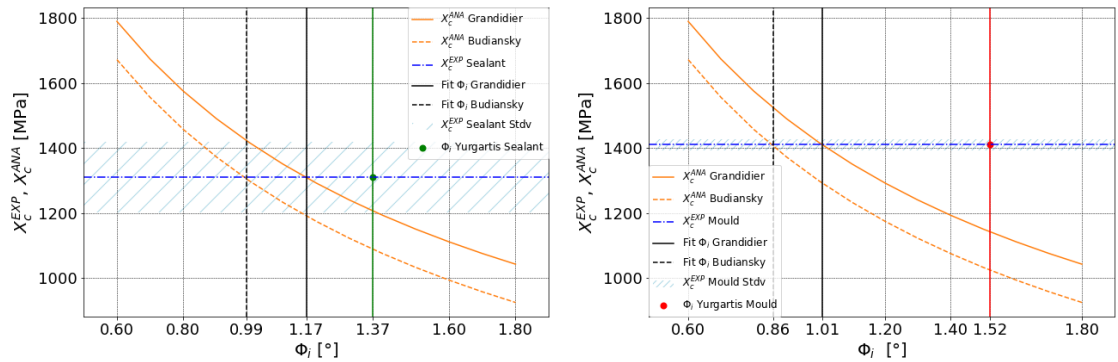 1800
1600
1400
1200
1000
X_c^EXP, X_c^ANA [MPa]
X_c^ANA Grandidier
X_c^ANA Budiansky
X_c^EXP Sealant
Fit Φ_i Grandidier
Fit Φ_i Budiansky
X_c^EXP Sealant Stdv
Φ_i Yurgartis Sealant
0.60 0.80 0.99 1.17 1.37 1.60 1.80
Φ_i [°]
1800
1600
1400
1200
1000
X_c^EXP, X_c^ANA [MPa]
X_c^ANA Grandidier
X_c^ANA Budiansky
X_c^EXP Mould
Fit Φ_i Grandidier
Fit Φ_i Budiansky
X_c^EXP Mould Stdv
Φ_i Yurgartis Mould
0.60 0.86 1.01 1.20 1.40 1.52 1.80
Φ_i [°]